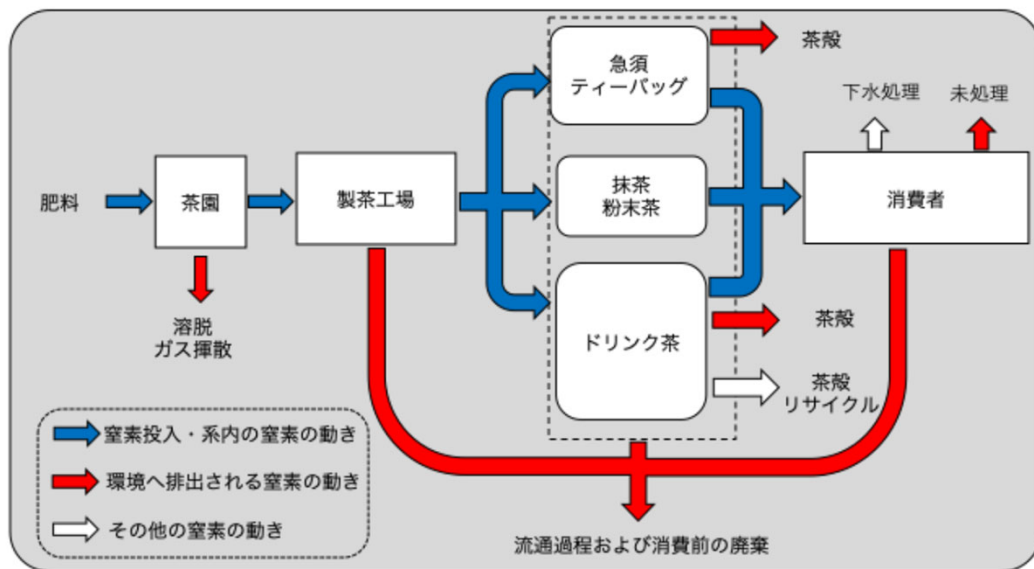 茶殻
急須
ティーバッグ
下水処理
未処理
肥料
茶園
製茶工場
抹茶
粉末茶
消費者
溶脱
ガス揮散
ドリンク茶
茶殻
茶殻
リサイクル
窒素投入・系内の窒素の動き
環境へ排出される窒素の動き
その他の窒素の動き
流通過程および消費前の廃棄